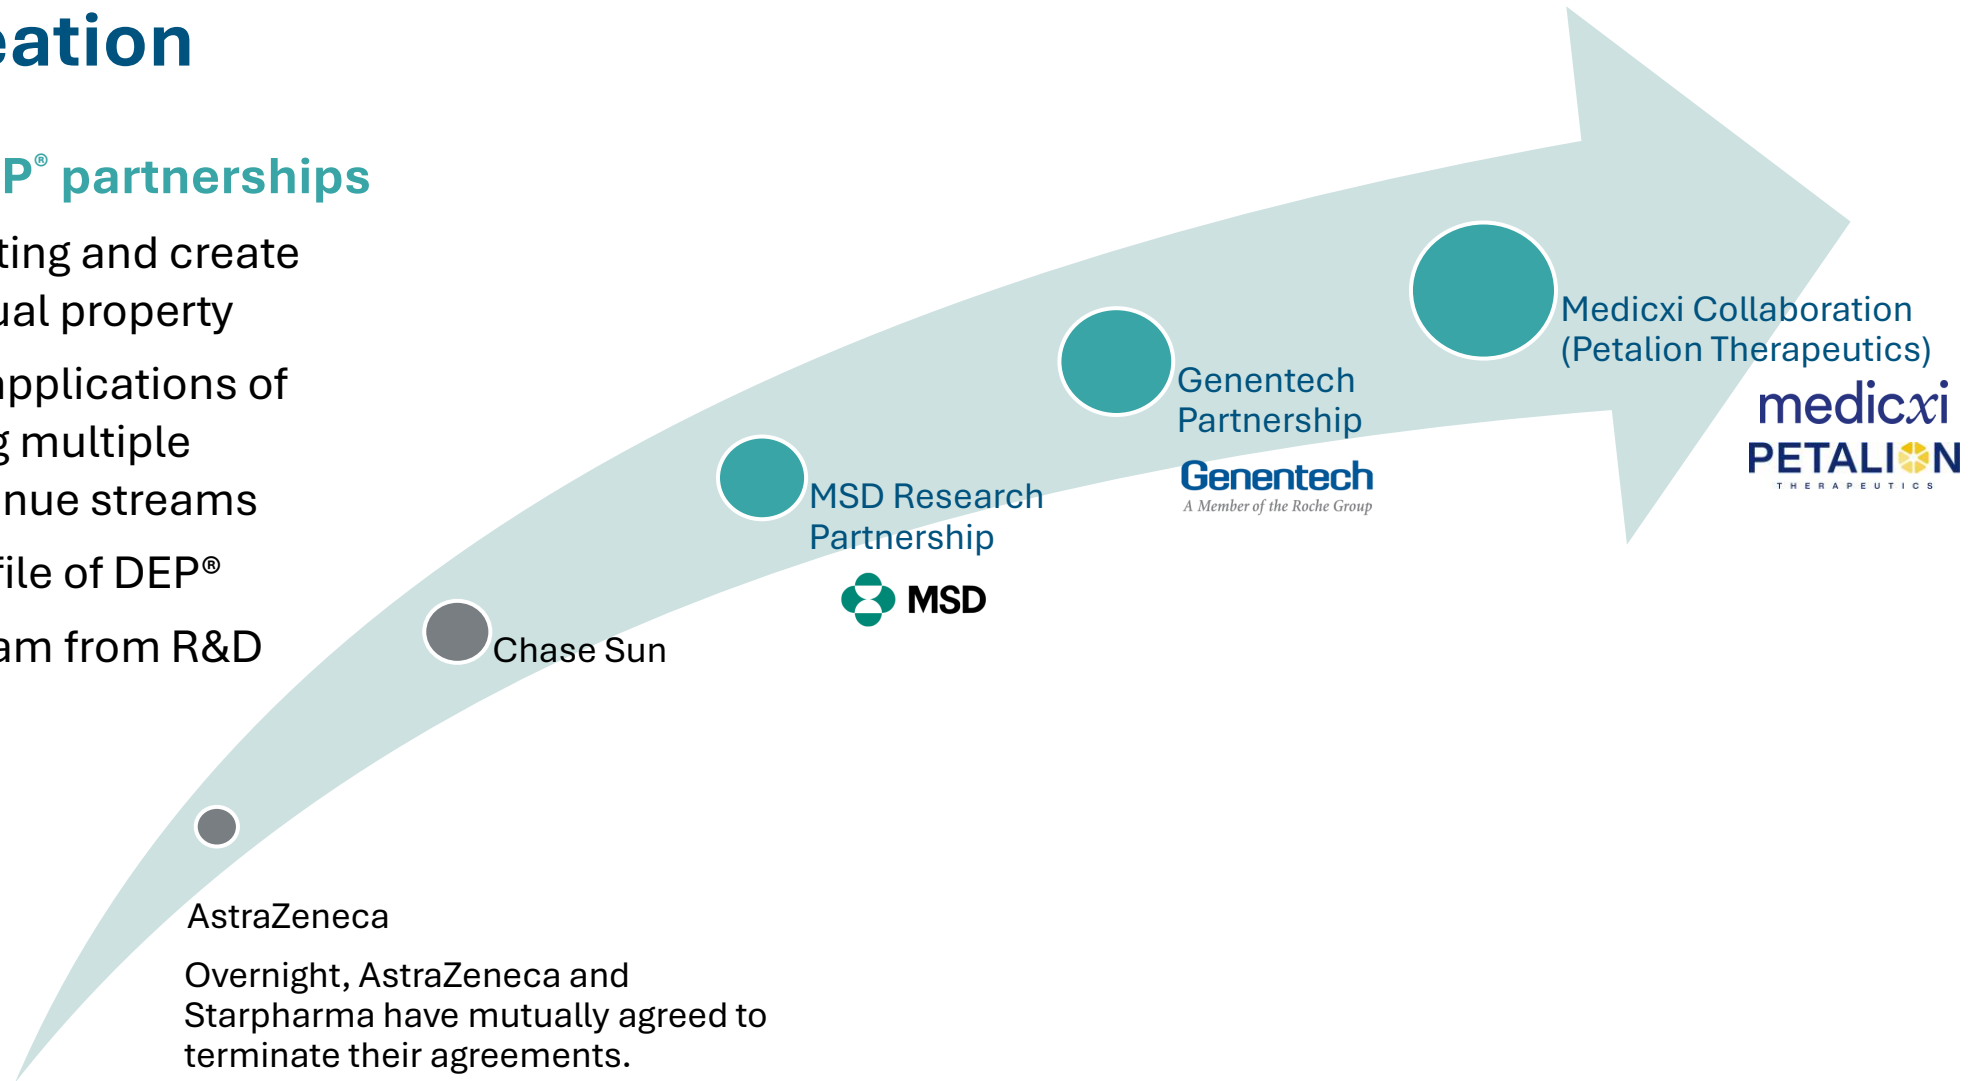 eation
P® partnerships
ting and create
ual property
applications of
g multiple
nue streams
file of DEP®
am from R&D
Medicxi Collaboration
(Petalion Therapeutics)
medicxi
PETALION
THERAPEUTICS
Genentech
Partnership
Genentech
A Member of the Roche Group
MSD Research
Partnership
MSD
Chase Sun
AstraZeneca
Overnight, AstraZeneca and
Starpharma have mutually agreed to
terminate their agreements.